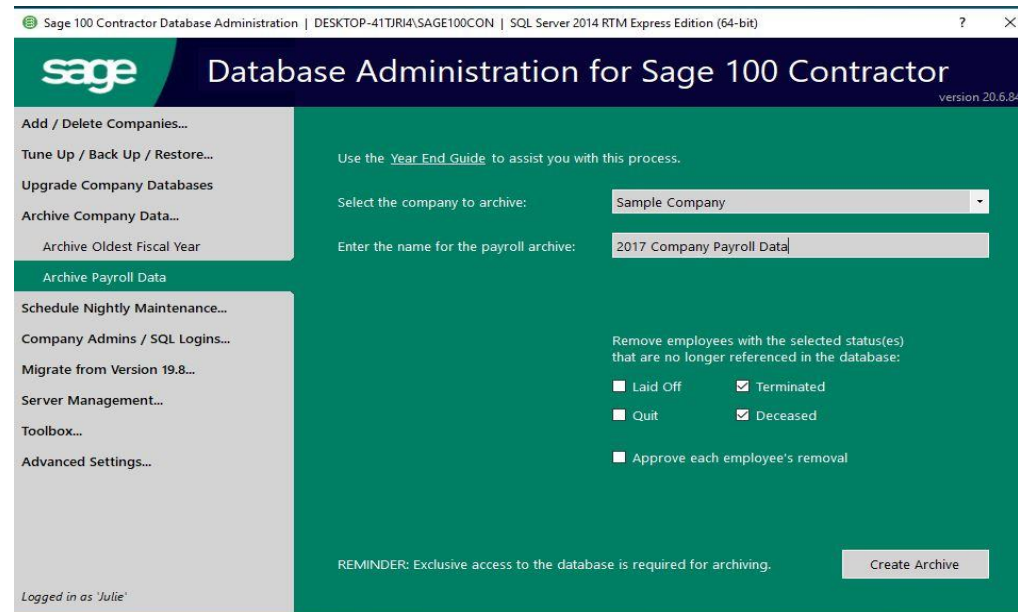 Sage 100 Contractor Database Administration | DESKTOP-41TJRI4\SAGE100CON | SQL Server 2014 RTM Express Edition (64-bit) ?
sage
Database Administration for Sage 100 Contractor
version 20.6.84
Add / Delete Companies...
Tune Up / Back Up / Restore...
Upgrade Company Databases
Archive Company Data...
Archive Oldest Fiscal Year
Archive Payroll Data
Schedule Nightly Maintenance...
Company Admins / SQL Logins...
Migrate from Version 19.8...
Server Management...
Toolbox...
Advanced Settings...
Logged in as 'Julie'
Use the Year End Guide to assist you with this process.
Select the company to archive: Sample Company
Enter the name for the payroll archive: 2017 Company Payroll Data
Remove employees with the selected status(es)
that are no longer referenced in the database:
Laid Off Terminated
Quit Deceased
Approve each employee's removal
REMINDER: Exclusive access to the database is required for archiving. Create Archive